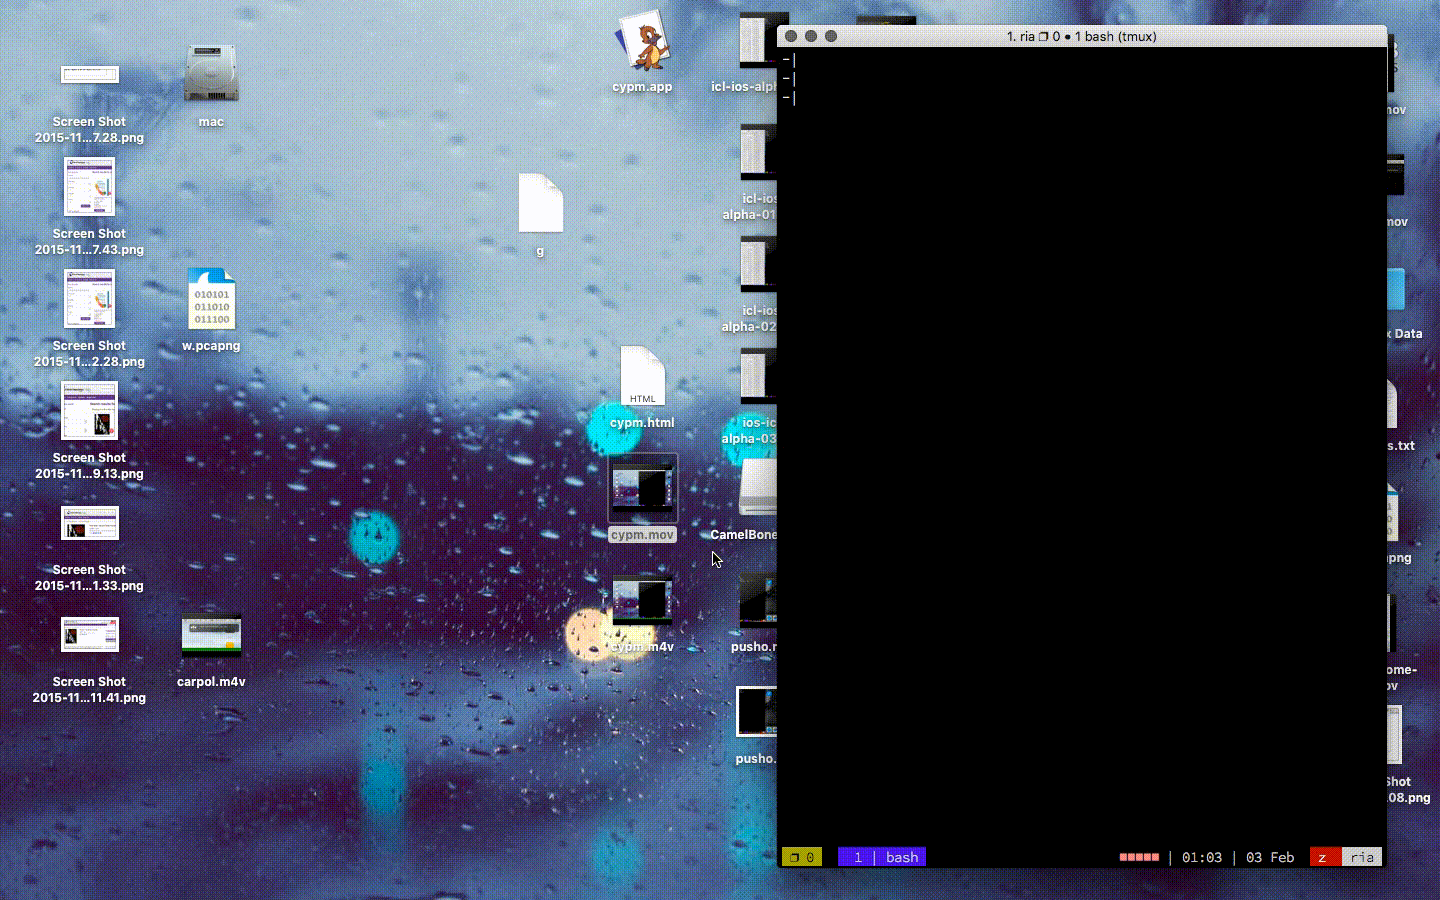 Screen Shot
2015-11...7.28.png
Screen Shot
2015-11...7.43.png
Screen Shot
2015-11...2.28.png
Screen Shot
2015-11...9.13.png
Screen Shot
2015-11...1.33.png
Screen Shot
2015-11...11.41.png
mac
010101
011010
011100
w.pcapng
carpol.m4v
g
cypm.app
HTML
cypm.html
cypm.mov
cypm.m4v
icl-ios-alph
icl-ios
alpha-01
icl-ios
alpha-02
ios-ic
alpha-03
CamelBone
pusho.
pusho.
1. ria 0 ● 1 bash (tmux)
~|
~|
~|
0 1 | bash
| 01:03 | 03 Feb z ria
mov
mov
x Data
s.txt
png
ome-
ov
Shot
.08.png